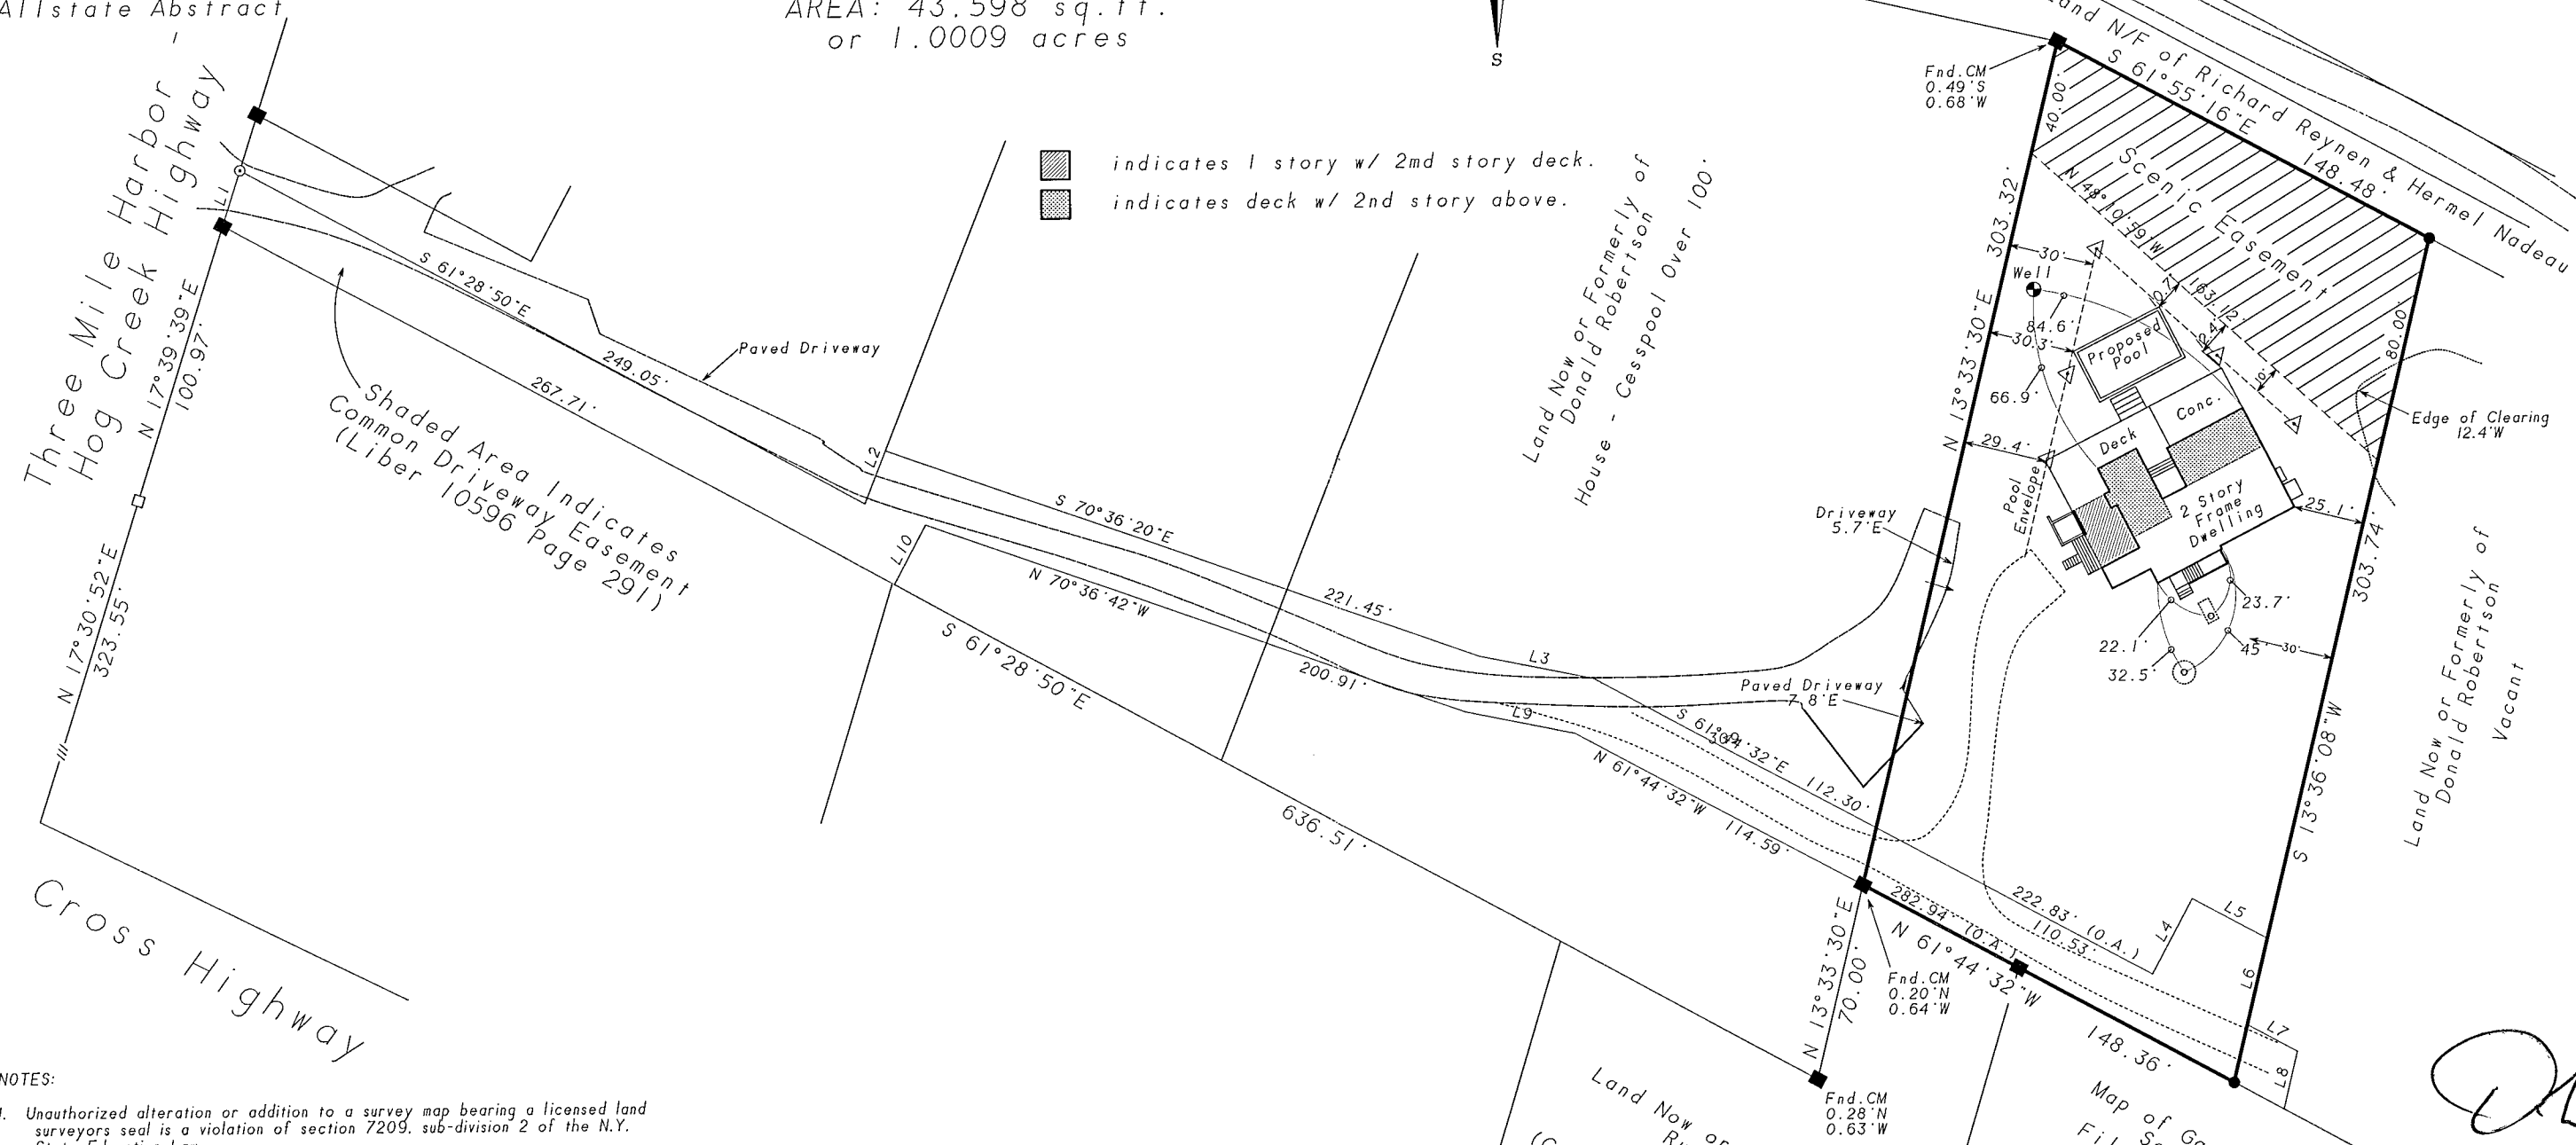 Allstate Abstract
AREA: 43.598 sq.ft.
or 1.0009 acres
S
indicates 1 story w/ 2md story deck.
indicates deck w/ 2nd story above.
Three Mile Harbor -
Hog Creek Highway
L1
N 17°39'39"E
100.97'
N 17°30'52"E
323.55'
Cross Highway
S 61°28'50"E
249.05'
267.71'
Paved Driveway
Shaded Area Indicates
Common Driveway Easement
(Liber 10596 Page 291)
L2
L10
S 70°36'20"E
221.45'
N 70°36'42"W
200.91'
S 61°28'50"E
636.51'
L3
L9
Land Now or Formerly of
Donald Robertson
House - Cesspool Over 100'
Driveway
5.7'E
Paved Driveway
7.8'E
112.30'
N 61°44'32"W
114.59'
Fnd.CM
0.49'S
0.68'W
Land N/F of Richard Reynen & Hermel Nadeau
S 61°55'16"E
148.48'
40.00'
Scenic Easement
N 48°10'59"W
163.12'
80.00'
303.32'
N 13°33'30"E
30'
Well
84.6'
30.3'
66.9'
29.4'
Proposed
Pool
Conc.
Deck
Pool
Envelope
2 Story
Frame
Dwelling
10'
25.1'
Edge of Clearing
12.4'W
303.74'
S 13°36'08"W
23.7'
22.1'
32.5'
45'
30'
Land Now or Formerly of
Donald Robertson
Vacant
282.94' (O.A.)
222.83' (O.A.)
110.53'
N 61°44'32"W
148.36'
L4
L5
L6
L7
L8
N 13°33'30"E
70.00'
Fnd.CM
0.20'N
0.64'W
Fnd.CM
0.28'N
0.63'W
Land Now or
Map of
NOTES:
1. Unauthorized alteration or addition to a survey map bearing a licensed land
surveyors seal is a violation of section 7209, sub-division 2 of the N.Y.